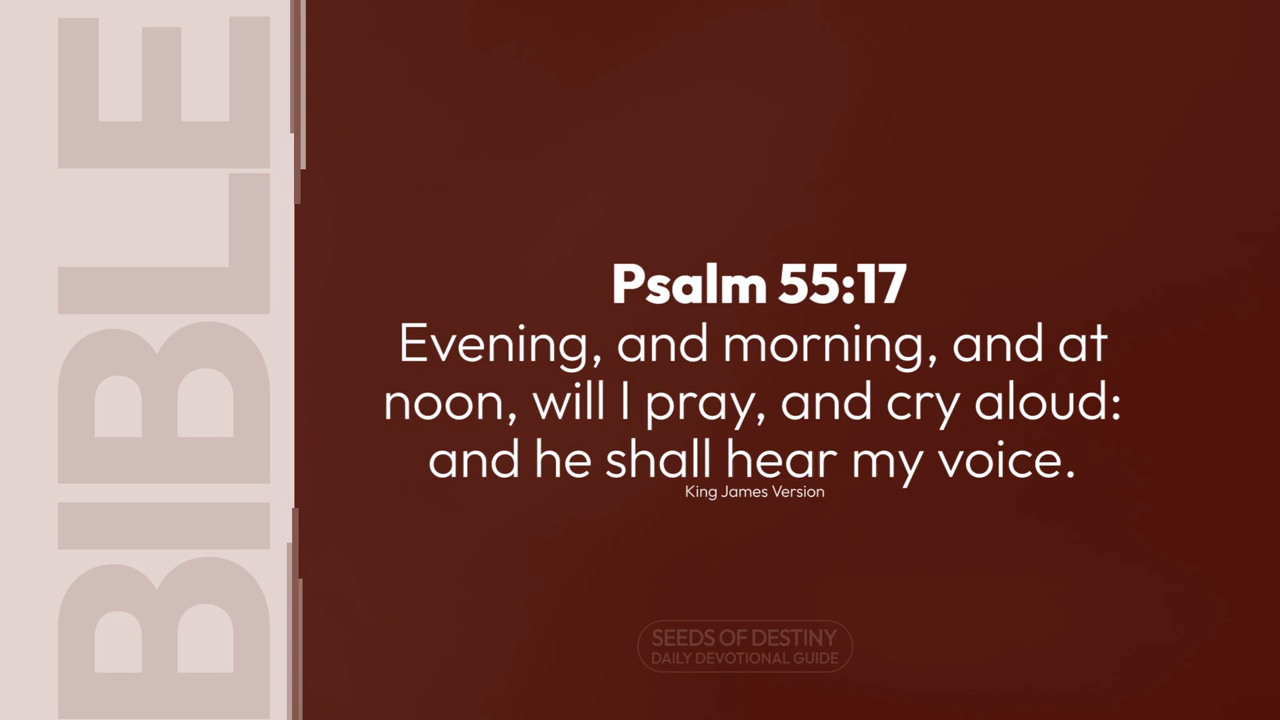 BIBLE
Psalm 55:17
Evening, and morning, and at
noon, will I pray, and cry aloud:
and he shall hear my voice.
King James Version
SEEDS OF DESTINY
DAILY DEVOTIONAL GUIDE